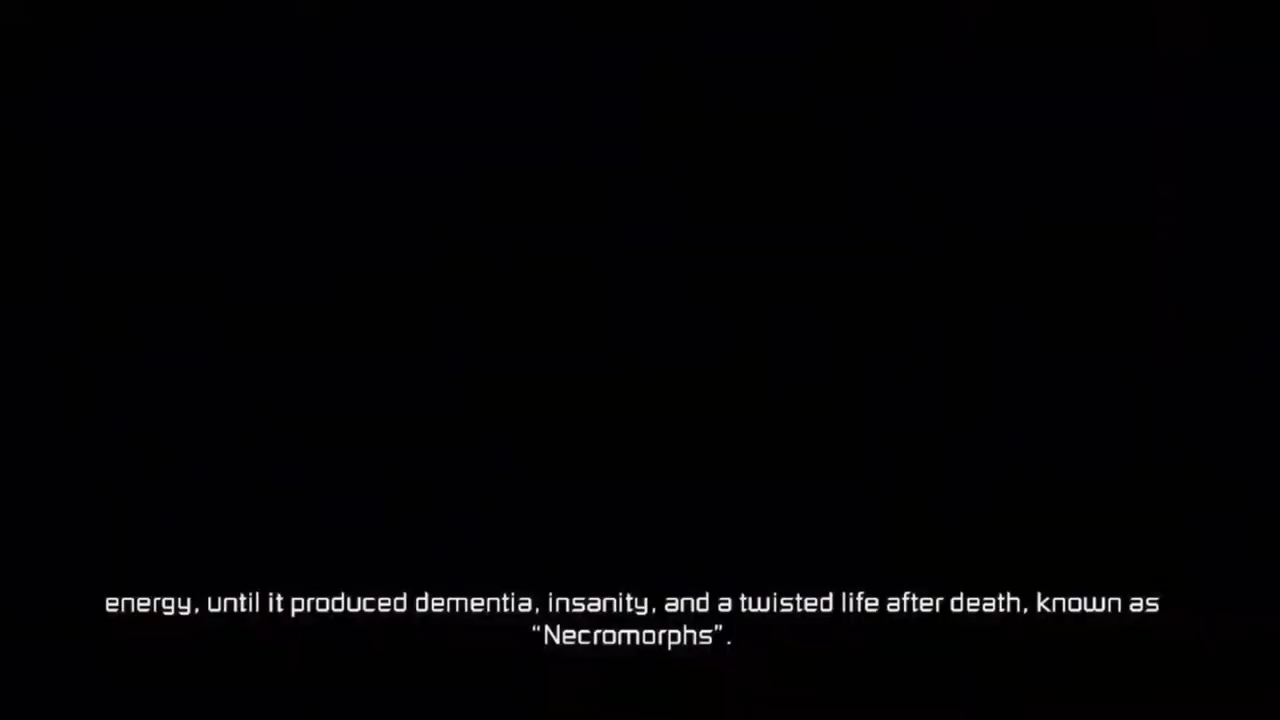 energy, until it produced dementia, insanity, and a twisted life after death, known as
“Necromorphs”.